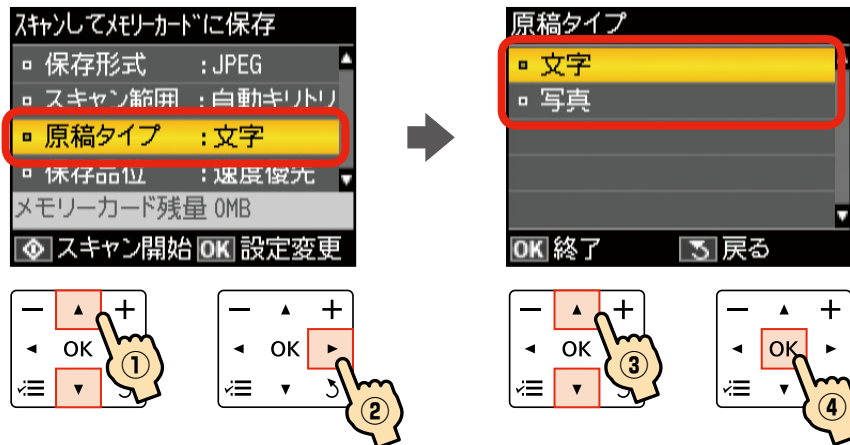 スキャンしてメモリーカードに保存
保存形式 :JPEG
スキャン範囲 :自動キリトリ
原稿タイプ :文字
保存品位 :速度優先
メモリーカード残量 0MB
スキャン開始 OK 設定変更
原稿タイプ
文字
写真
OK 終了 戻る
− ▲ +
◄ OK
▼
①
− ▲ +
◄ OK ►
▼
②
− ▲ +
◄ OK
▼
③
− ▲ +
◄ OK ►
▼
④